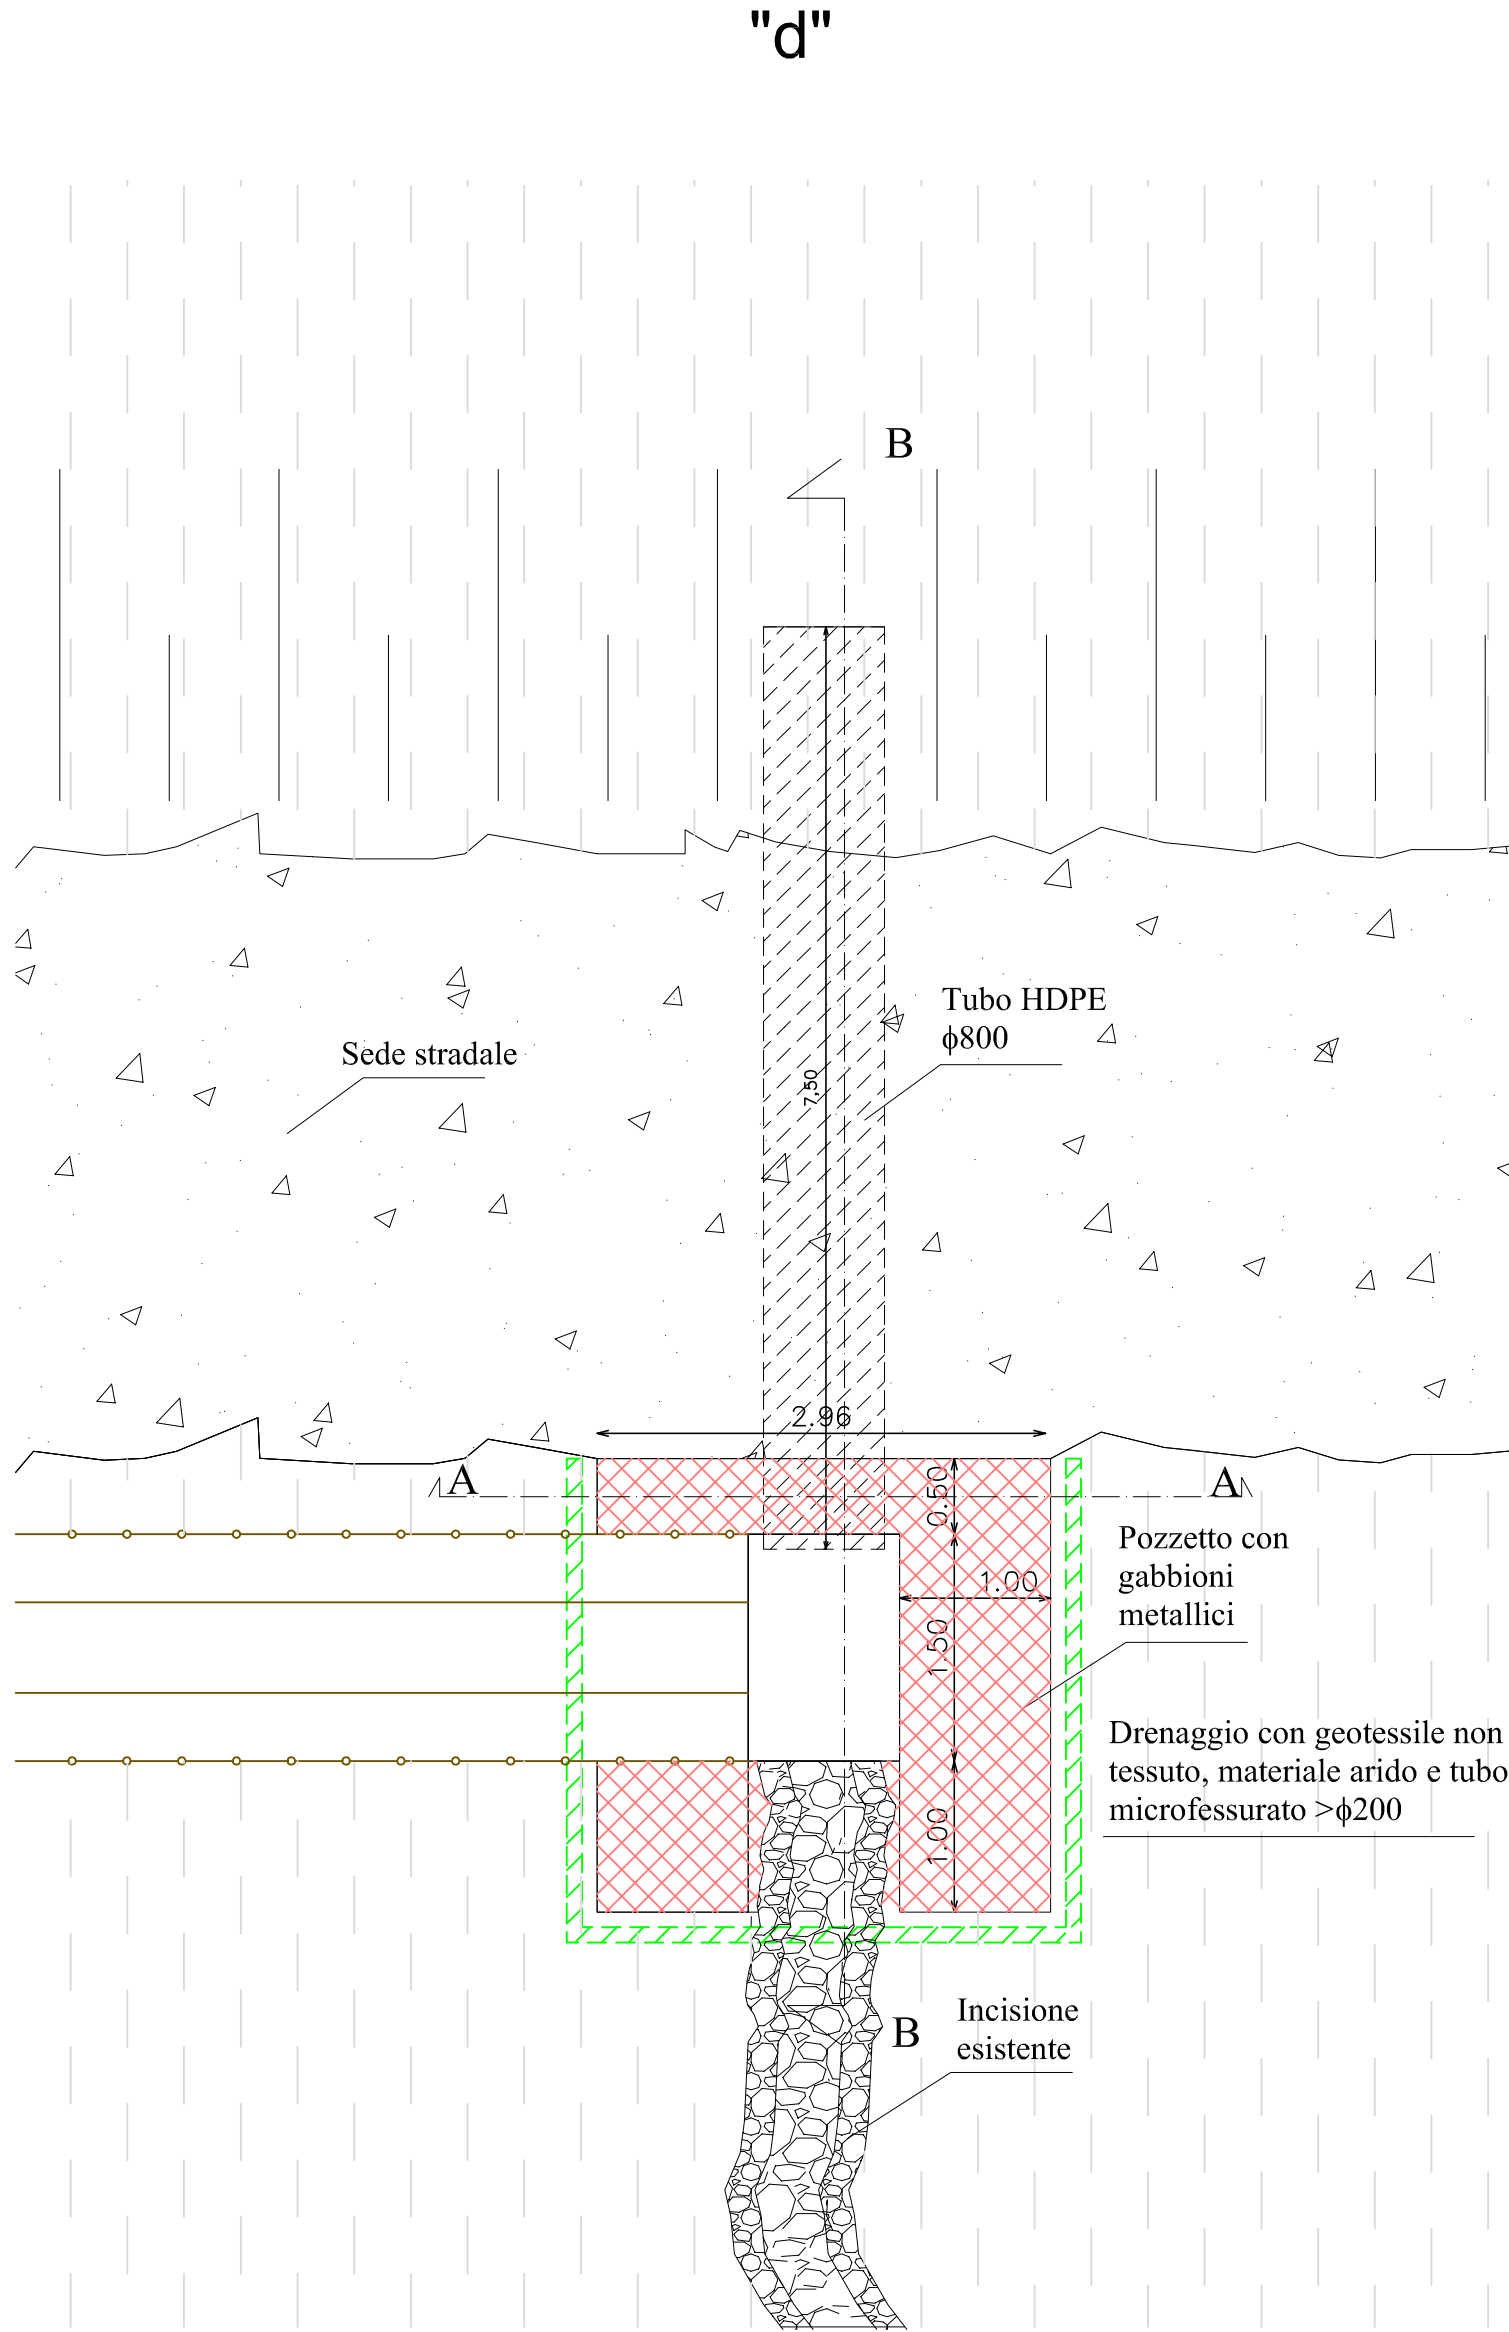 "d"
B
Tubo HDPE
ϕ800
Sede stradale
7,50
2.96
A
A
0.50
Pozzetto con
gabbioni
metallici
1.00
1.50
Drenaggio con geotessile non
tessuto, materiale arido e tubo
microfessurato >ϕ200
1.00
Incisione
esistente
B